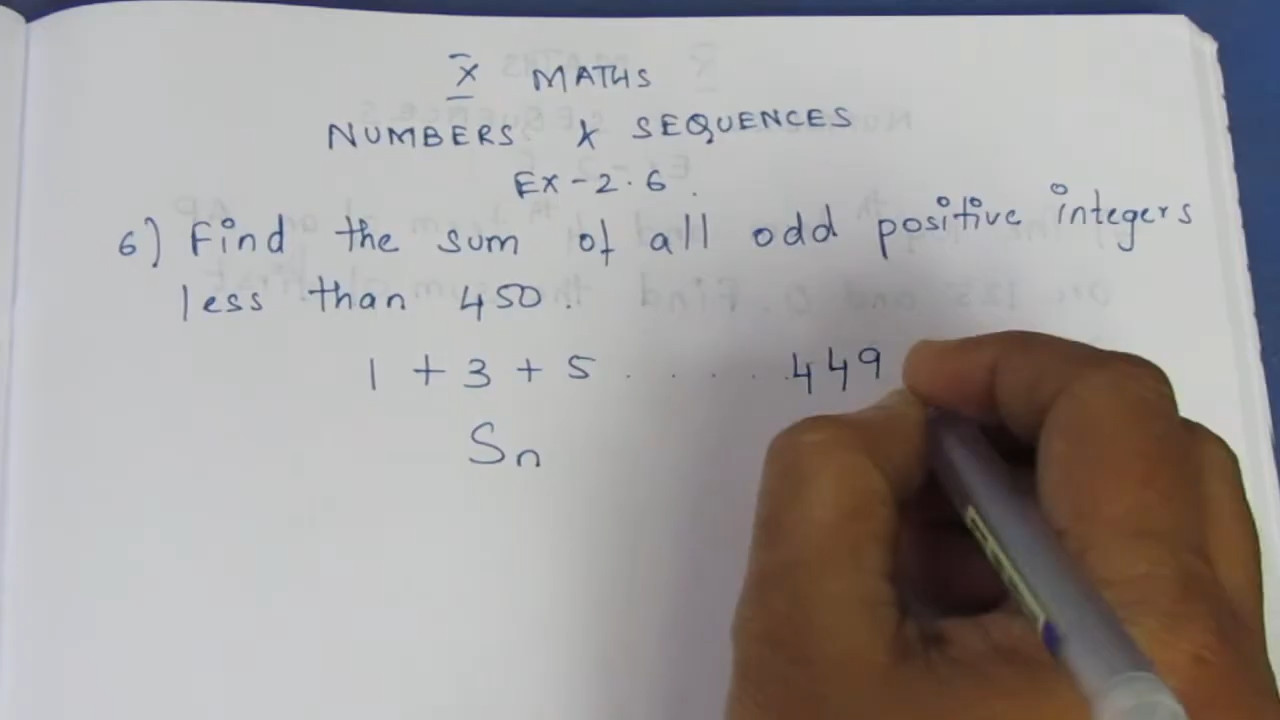 X MATHS
NUMBERS & SEQUENCES
Ex-2.6.
6) Find the sum of all odd positive integers
less than 450.
1 + 3 + 5 . . . . . 449
Sn